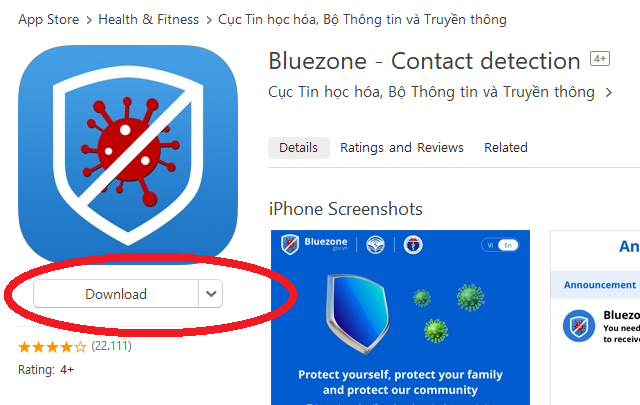 App Store > Health & Fitness > Cục Tin học hóa, Bộ Thông tin và Truyền thông
Bluezone - Contact detection 4+
Cục Tin học hóa, Bộ Thông tin và Truyền thông >
Details Ratings and Reviews Related
iPhone Screenshots
Download
(22.111)
Rating: 4+
Bluezone
gov.vn
Vi En
Protect yourself, protect your family
and protect our community
An
Announcement
Bluez
You need
to receive